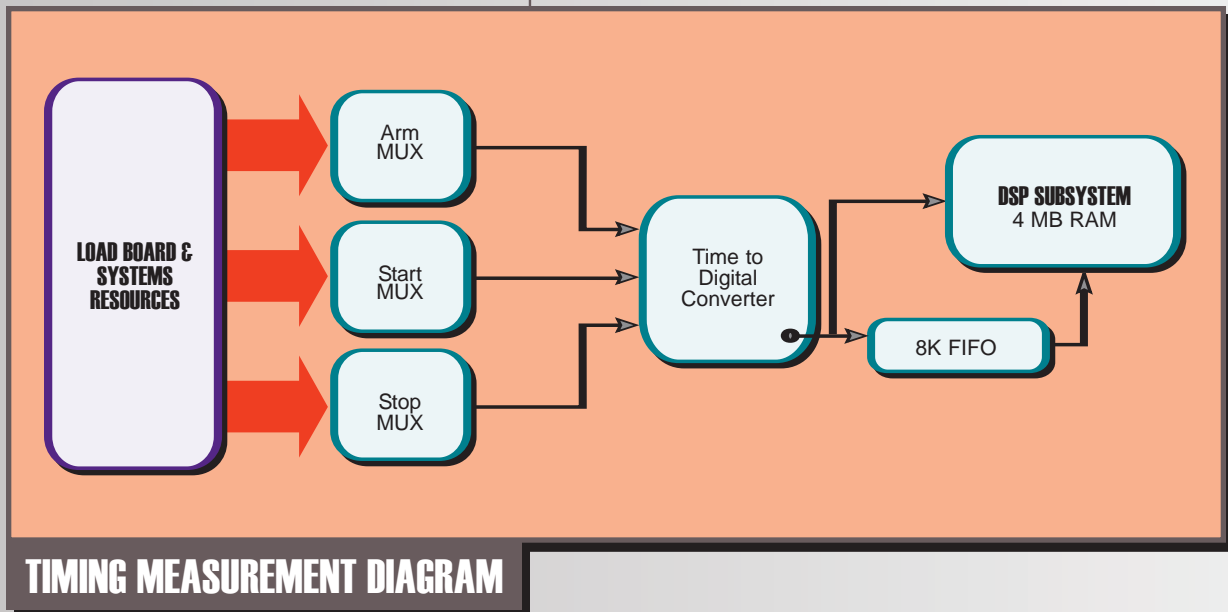 LOAD BOARD &
SYSTEMS
RESOURCES
Arm
MUX
Start
MUX
Stop
MUX
Time to
Digital
Converter
DSP SUBSYSTEM
4 MB RAM
8K FIFO
TIMING MEASUREMENT DIAGRAM